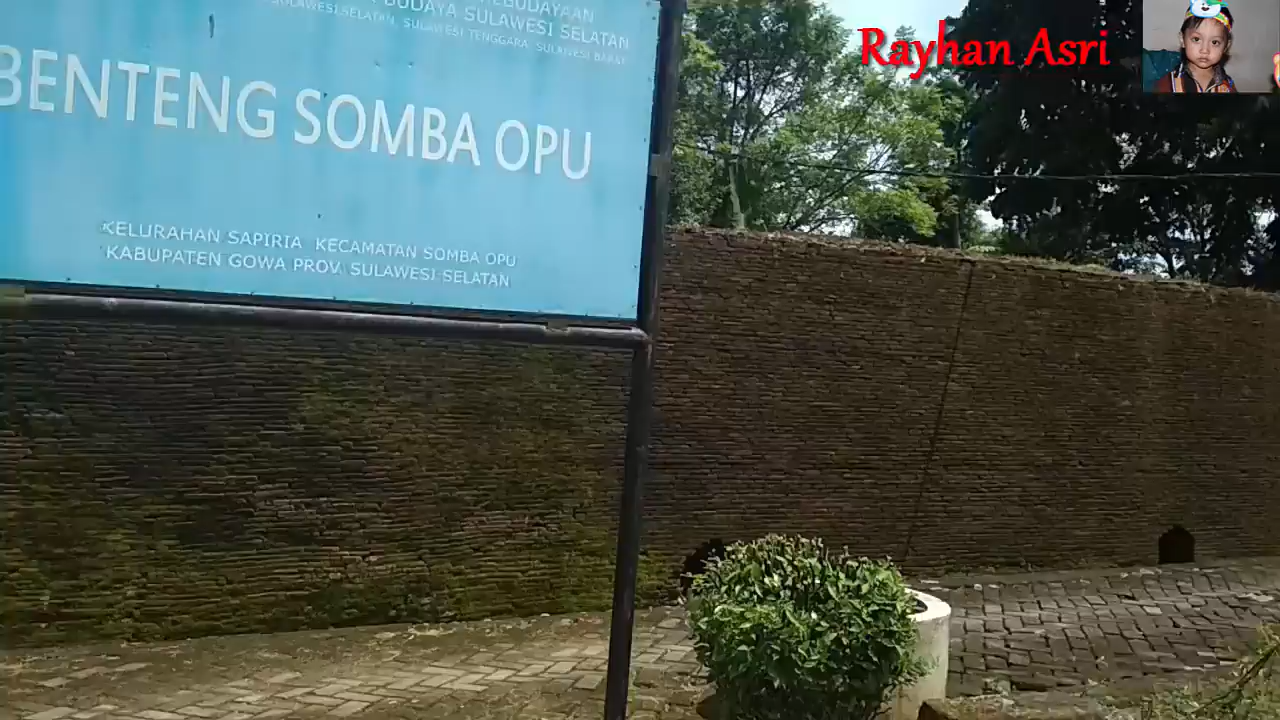 BUDAYA SULAWESI SELATAN
SULAWESI SELATAN, SULAWESI TENGGARA, SULAWESI BARAT
BENTENG SOMBA OPU
KELURAHAN SAPIRIA KECAMATAN SOMBA OPU
KABUPATEN GOWA PROV. SULAWESI SELATAN
Rayhan Asri